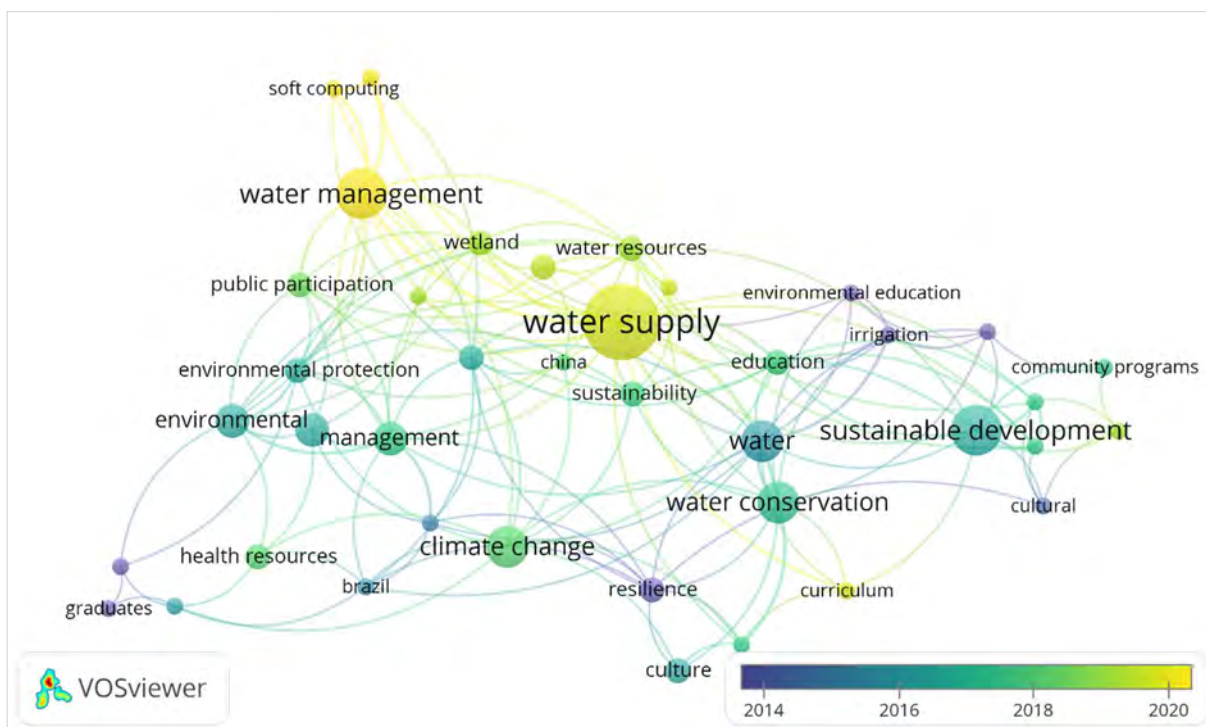 soft computing
water management
wetland
water resources
public participation
environmental education
water supply
irrigation
environmental protection
china
education
community programs
sustainability
environmental
management
water
sustainable development
water conservation
cultural
climate change
health resources
brazil
resilience
curriculum
graduates
culture
VOSviewer
2014
2016
2018
2020